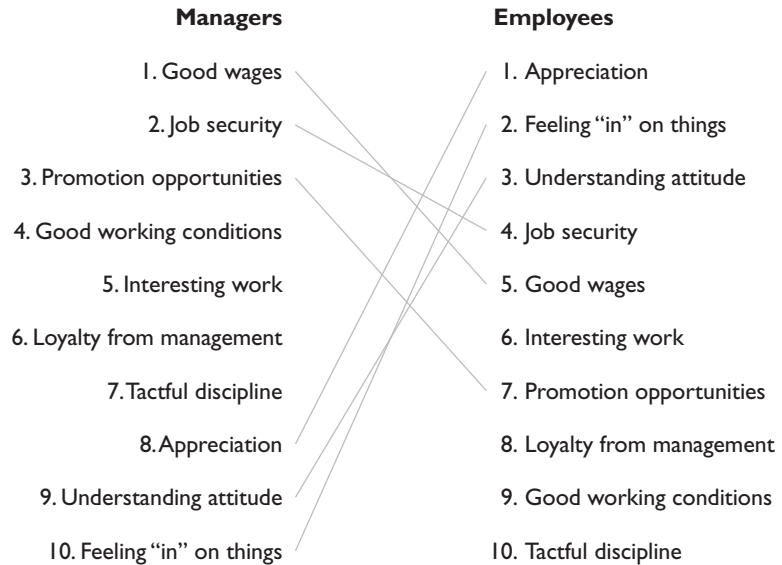 Managers
1. Good wages
2. Job security
3. Promotion opportunities
4. Good working conditions
5. Interesting work
6. Loyalty from management
7. Tactful discipline
8. Appreciation
9. Understanding attitude
10. Feeling “in” on things
Employees
1. Appreciation
2. Feeling “in” on things
3. Understanding attitude
4. Job security
5. Good wages
6. Interesting work
7. Promotion opportunities
8. Loyalty from management
9. Good working conditions
10. Tactful discipline